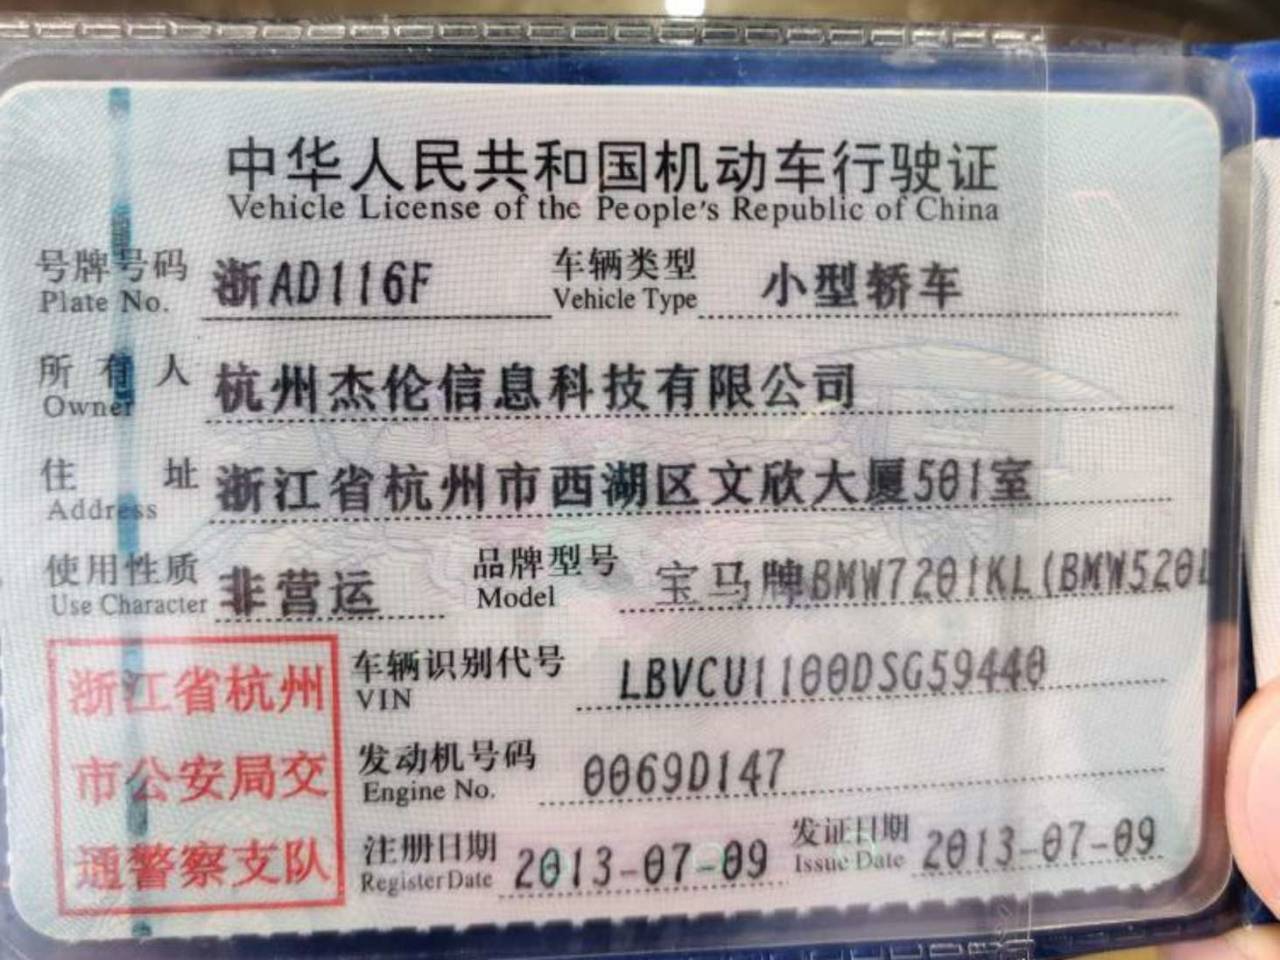 中华人民共和国机动车行驶证
Vehicle License of the People's Republic of China
号牌号码 浙AD116F 车辆类型 小型轿车
Plate No. Vehicle Type
所有人 杭州杰伦信息科技有限公司
Owner
住址 浙江省杭州市西湖区文欣大厦501室
Address
使用性质 非营运 品牌型号 宝马牌BMW7201KL(BMW520L
Use Character Model
浙江省杭州
市公安局交
通警察支队
车辆识别代号 LBVCU1100DSG59440
VIN
发动机号码 0069D147
Engine No.
注册日期 2013-07-09 发证日期 2013-07-09
Register Date Issue Date